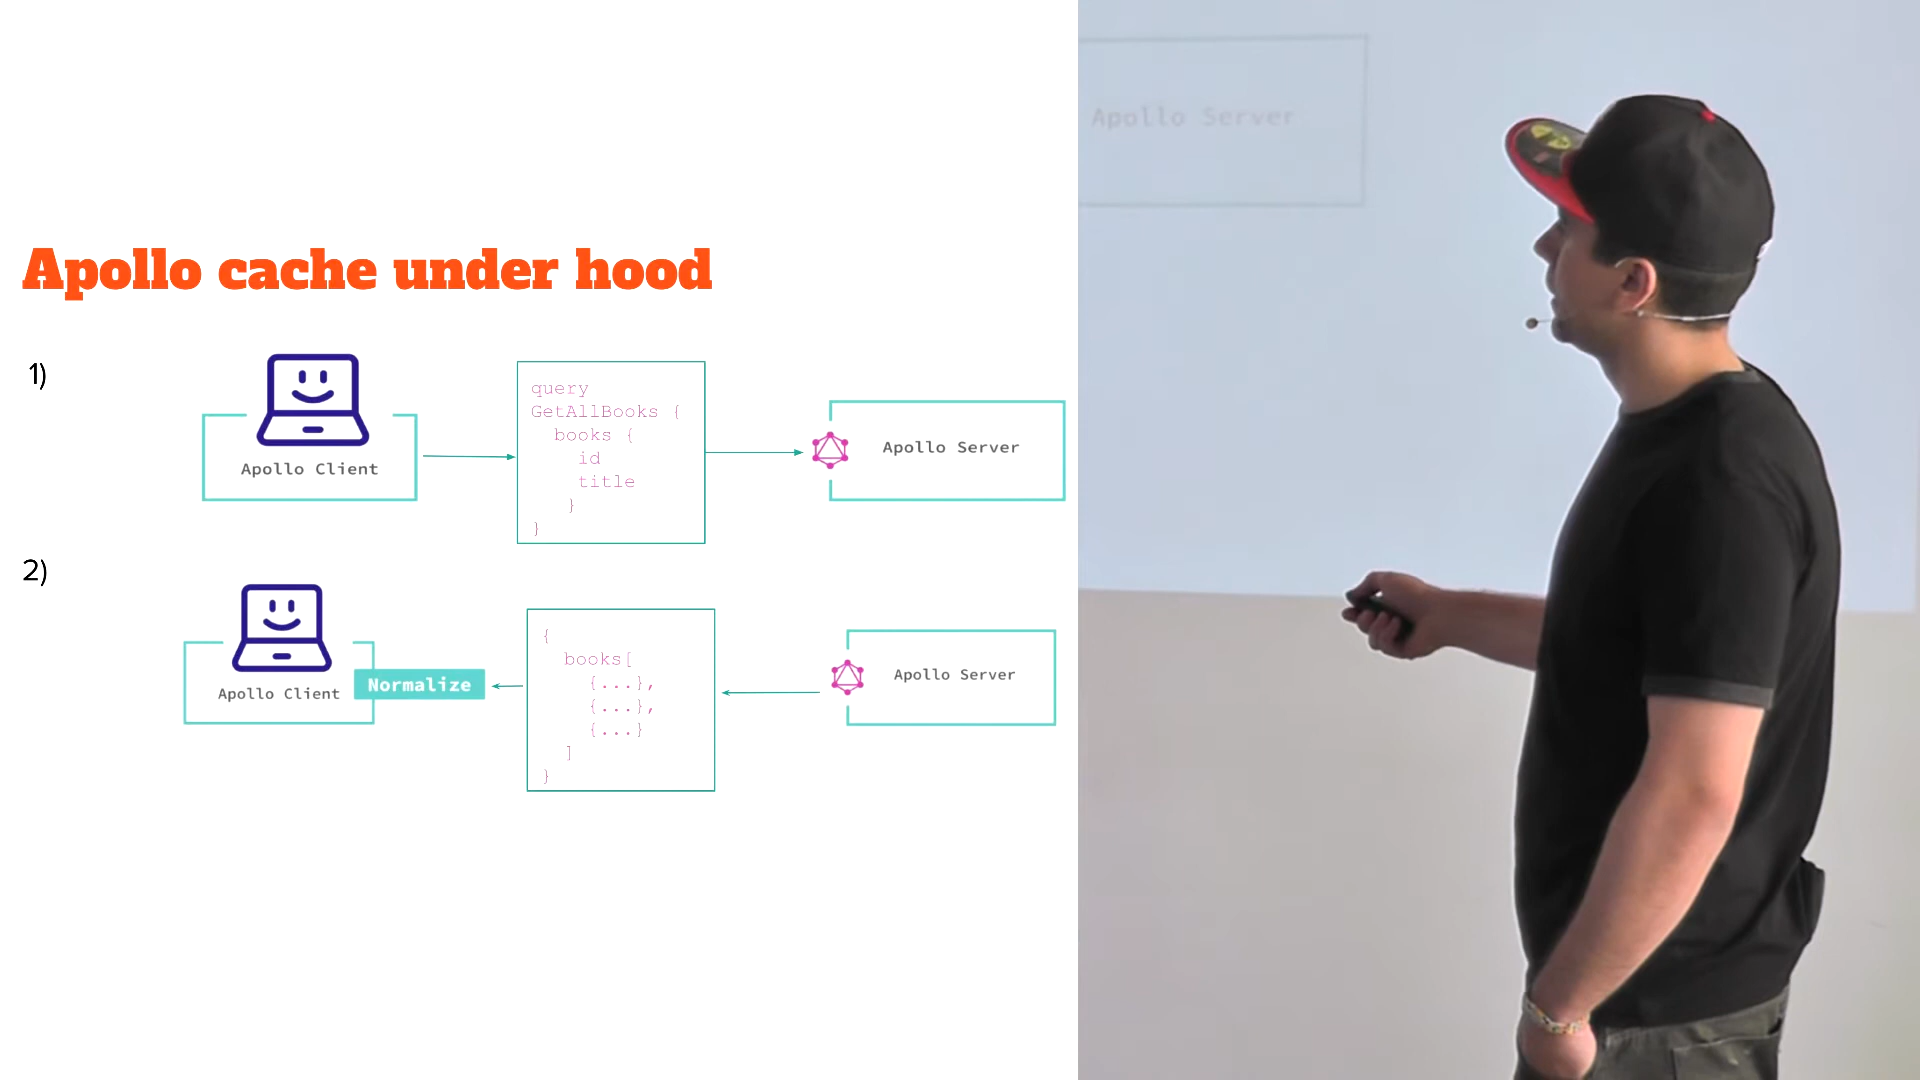 Apollo cache under hood
1)
Apollo Client
query
GetAllBooks {
books {
id
title
}
}
Apollo Server
2)
Apollo Client
Normalize
{
books[
{...},
{...},
{...}
]
}
Apollo Server
Apollo Server